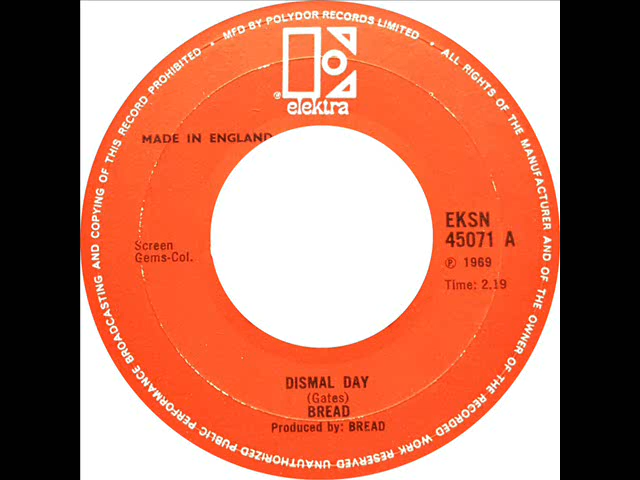 MFD BY POLYDOR RECORDS LIMITED • ALL RIGHTS OF THE MANUFACTURER AND OF THE OWNER OF THE RECORDED WORK RESERVED UNAUTHORIZED PUBLIC PERFORMANCE BROADCASTING AND COPYING OF THIS RECORD PROHIBITED •
© elektra
MADE IN ENGLAND
EKSN
45071 A
Screen
Gems-Col.
℗ 1969
Time: 2.19
DISMAL DAY
(Gates)
BREAD
Produced by: BREAD